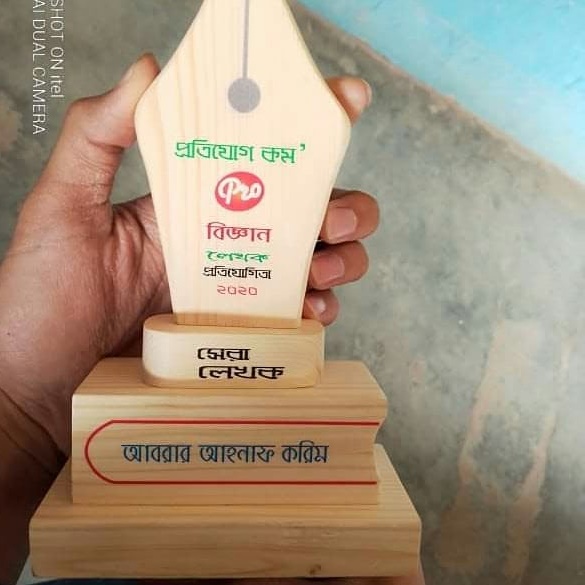 প্রতিযোগ কম'
Pro
বিজ্ঞান
লেখক
প্রতিযোগিতা
২০২০
সেরা
লেখক
আবরার আহনাফ করিম
SHOT ON itel
AI DUAL CAMERA